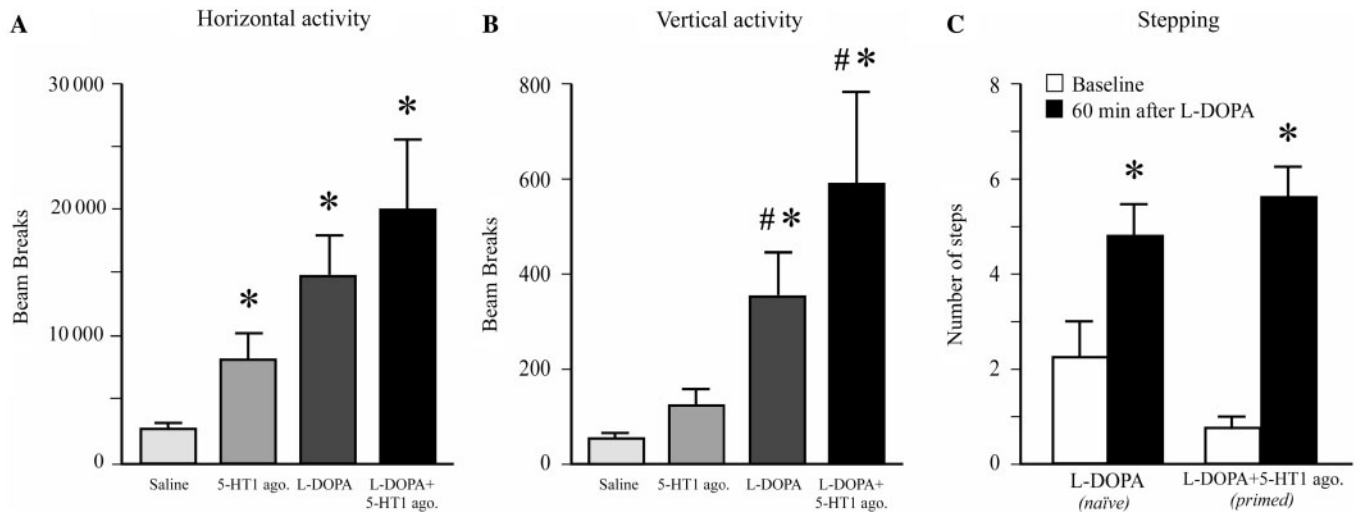 A Horizontal activity
30 000
20 000
10 000
0
Beam Breaks
*
*
*
Saline
5-HT1 ago.
L-DOPA
L-DOPA+
5-HT1 ago.
B Vertical activity
800
600
400
200
0
Beam Breaks
# *
# *
Saline
5-HT1 ago.
L-DOPA
L-DOPA+
5-HT1 ago.
C Stepping
8
6
4
2
0
Number of steps
Baseline
60 min after L-DOPA
*
*
L-DOPA
(naïve)
L-DOPA+5-HT1 ago.
(primed)